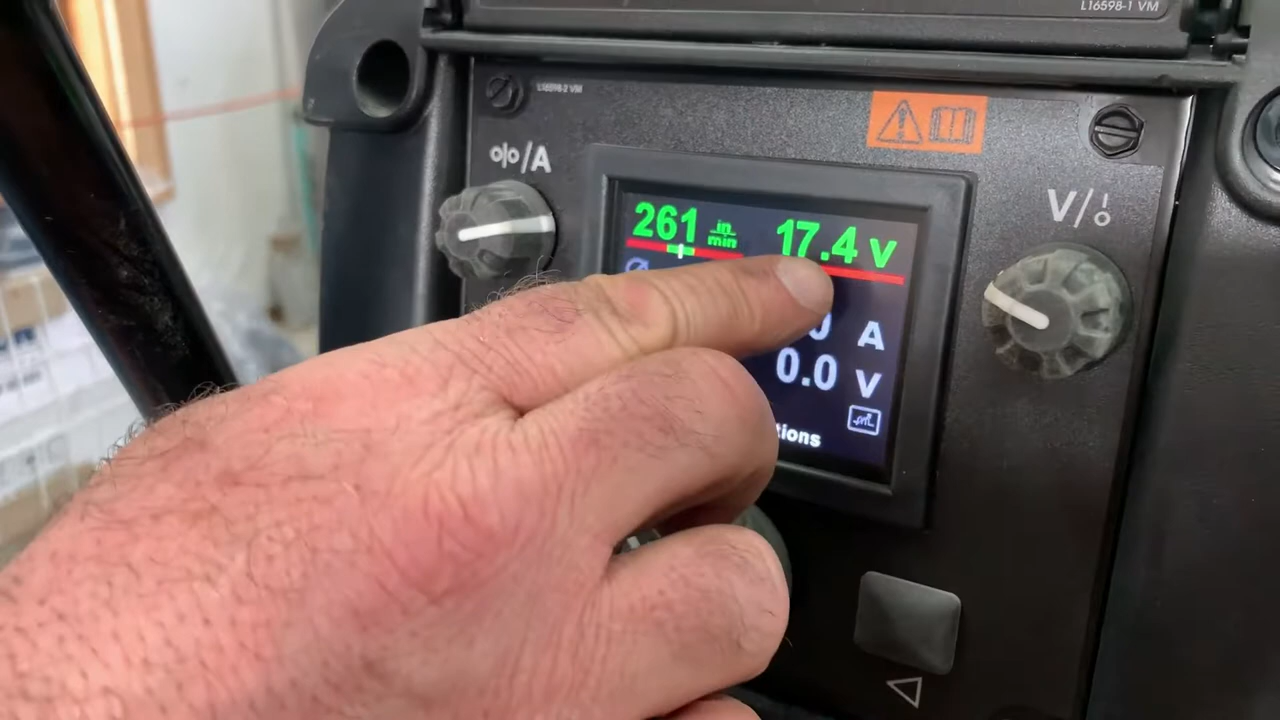 L16598-1 VM
L16598-2 VM
o|o/A
V/
261 in/min
17.4 V
A
0.0 V
tions